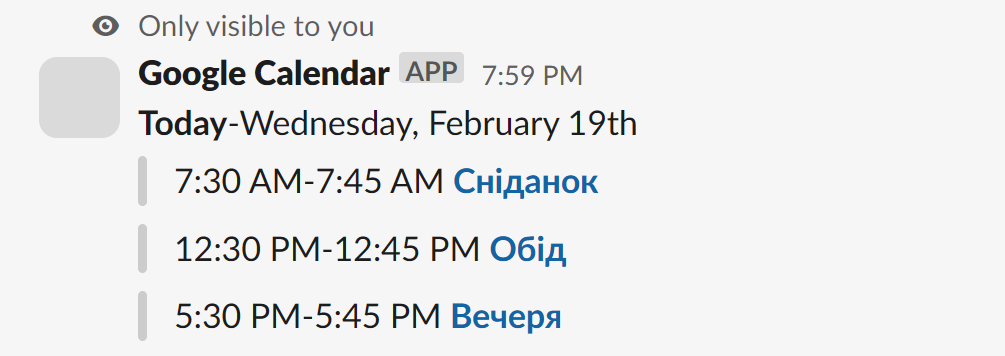 Only visible to you
Google Calendar APP 7:59 PM
Today-Wednesday, February 19th
7:30 AM-7:45 AM Сніданок
12:30 PM-12:45 PM Обід
5:30 PM-5:45 PM Вечеря